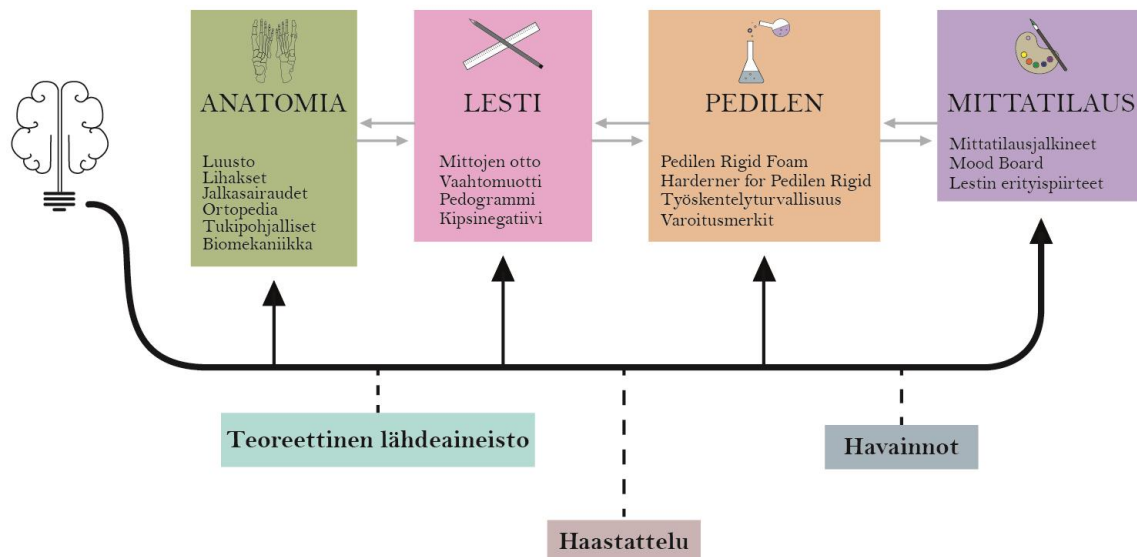 ANATOMIA
Luusto
Lihakset
Jalkasairaudet
Ortopedia
Tukipohjalliset
Biomekaniikka
LESTI
Mittojen otto
Vaahtomuotti
Pedogrammi
Kipsinegatiivi
PEDILEN
Pedilen Rigid Foam
Harderner for Pedilen Rigid
Työskentelyturvallisuus
Varoitusmerkit
MITTATILAUS
Mittatilausjalkineet
Mood Board
Lestin erityispiirteet
Teoreettinen lähdeaineisto
Havainnot
Haastattelu